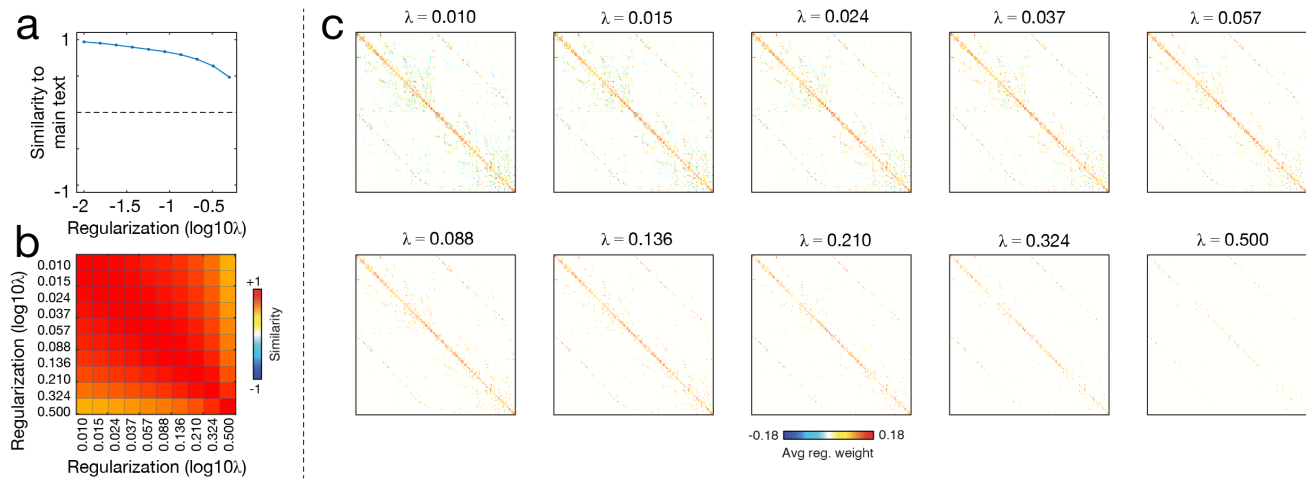 a
1
-1
Similarity to
main text
-2
-1.5
-1
-0.5
Regularization (log10λ)
b
0.010
0.015
0.024
0.037
0.057
0.088
0.136
0.210
0.324
0.500
Regularization (log10λ)
0.010
0.015
0.024
0.037
0.057
0.088
0.136
0.210
0.324
0.500
Regularization (log10λ)
+1
-1
Similarity
c
λ = 0.010
λ = 0.015
λ = 0.024
λ = 0.037
λ = 0.057
λ = 0.088
λ = 0.136
λ = 0.210
λ = 0.324
λ = 0.500
-0.18
0.18
Avg reg. weight